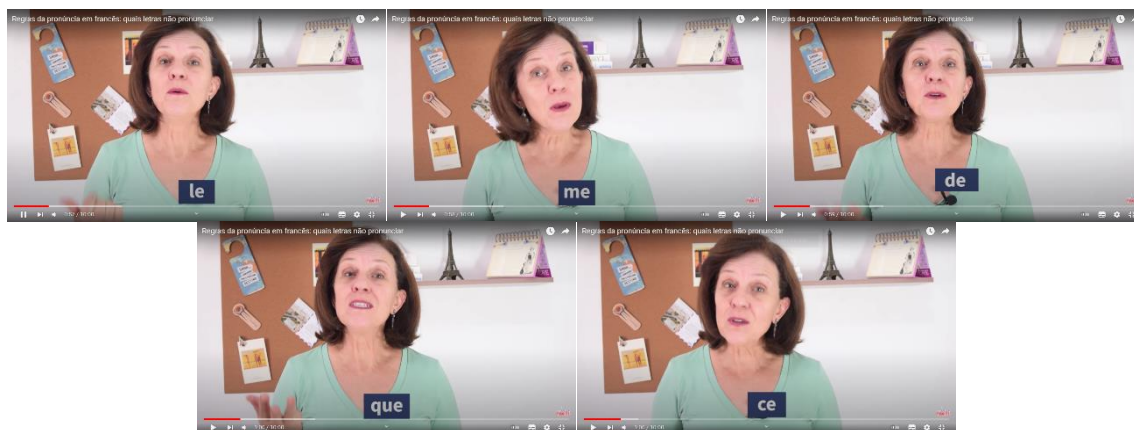 Regras da pronúncia em francês: quais letras não pronunciar
le
Regras da pronúncia em francês: quais letras não pronunciar
me
Regras da pronúncia em francês: quais letras não pronunciar
de
Regras da pronúncia em francês: quais letras não pronunciar
que
Regras da pronúncia em francês: quais letras não pronunciar
ce